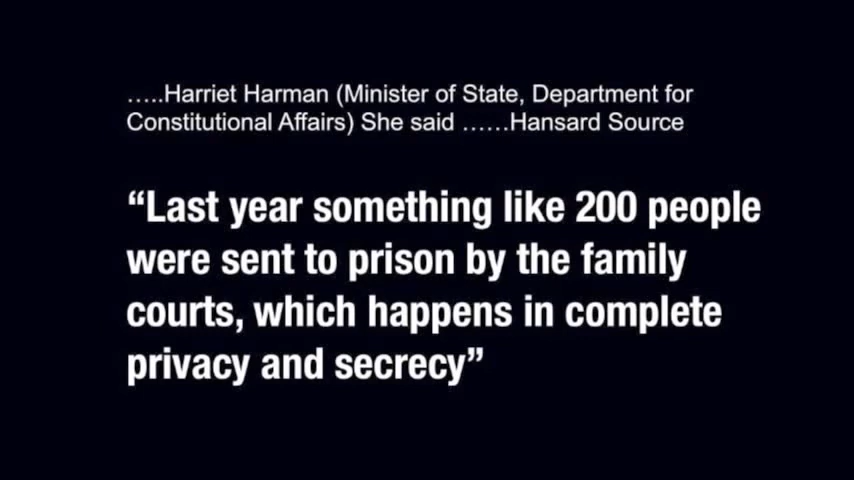 …..Harriet Harman (Minister of State, Department for
Constitutional Affairs) She said ……Hansard Source
“Last year something like 200 people
were sent to prison by the family
courts, which happens in complete
privacy and secrecy”